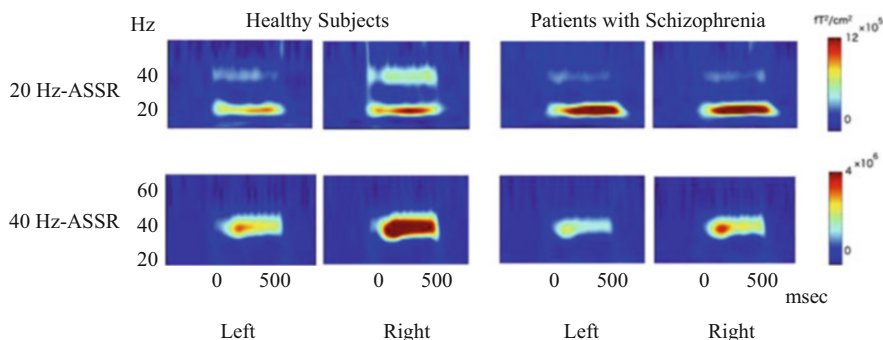 Hz Healthy Subjects Patients with Schizophrenia
fT²/cm² ×10⁵
12
40
20 Hz-ASSR
20
0
×10⁶
4
60
40 Hz-ASSR 40
20
0
0 500 0 500 0 500 0 500 msec
Left Right Left Right